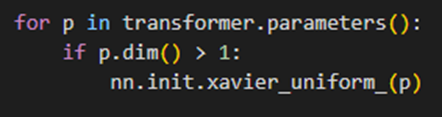 for p in transformer.parameters():
    if p.dim() > 1:
        nn.init.xavier_uniform_(p)